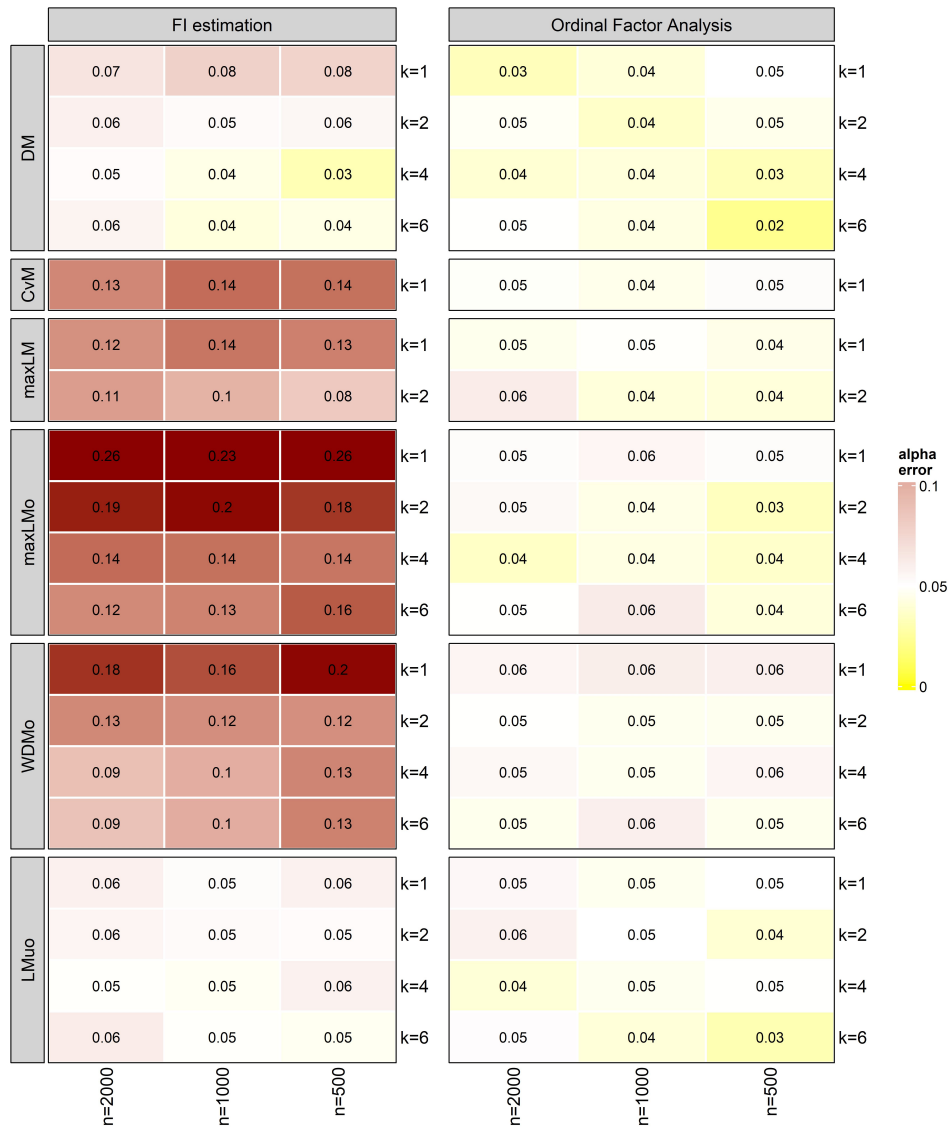 FI estimation Ordinal Factor Analysis
DM
0.07 0.08 0.08 k=1 0.03 0.04 0.05 k=1
0.06 0.05 0.06 k=2 0.05 0.04 0.05 k=2
0.05 0.04 0.03 k=4 0.04 0.04 0.03 k=4
0.06 0.04 0.04 k=6 0.05 0.04 0.02 k=6
CvM
0.13 0.14 0.14 k=1 0.05 0.04 0.05 k=1
maxLM
0.12 0.14 0.13 k=1 0.05 0.05 0.04 k=1
0.11 0.1 0.08 k=2 0.06 0.04 0.04 k=2
maxLMo
0.26 0.23 0.26 k=1 0.05 0.06 0.05 k=1
0.19 0.2 0.18 k=2 0.05 0.04 0.03 k=2
0.14 0.14 0.14 k=4 0.04 0.04 0.04 k=4
0.12 0.13 0.16 k=6 0.05 0.06 0.04 k=6
WDMo
0.18 0.16 0.2 k=1 0.06 0.06 0.06 k=1
0.13 0.12 0.12 k=2 0.05 0.05 0.05 k=2
0.09 0.1 0.13 k=4 0.05 0.05 0.06 k=4
0.09 0.1 0.13 k=6 0.05 0.06 0.05 k=6
LMuo
0.06 0.05 0.06 k=1 0.05 0.05 0.05 k=1
0.06 0.05 0.05 k=2 0.06 0.05 0.04 k=2
0.05 0.05 0.06 k=4 0.04 0.05 0.05 k=4
0.06 0.05 0.05 k=6 0.05 0.04 0.03 k=6
n=2000 n=1000 n=500 n=2000 n=1000 n=500
alpha
error
0.1
0.05
0